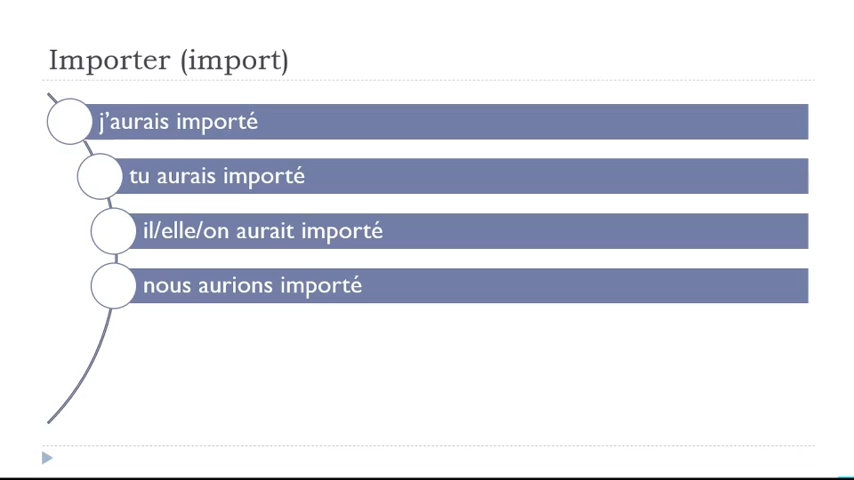 Importer (import)
j’aurais importé
tu aurais importé
il/elle/on aurait importé
nous aurions importé